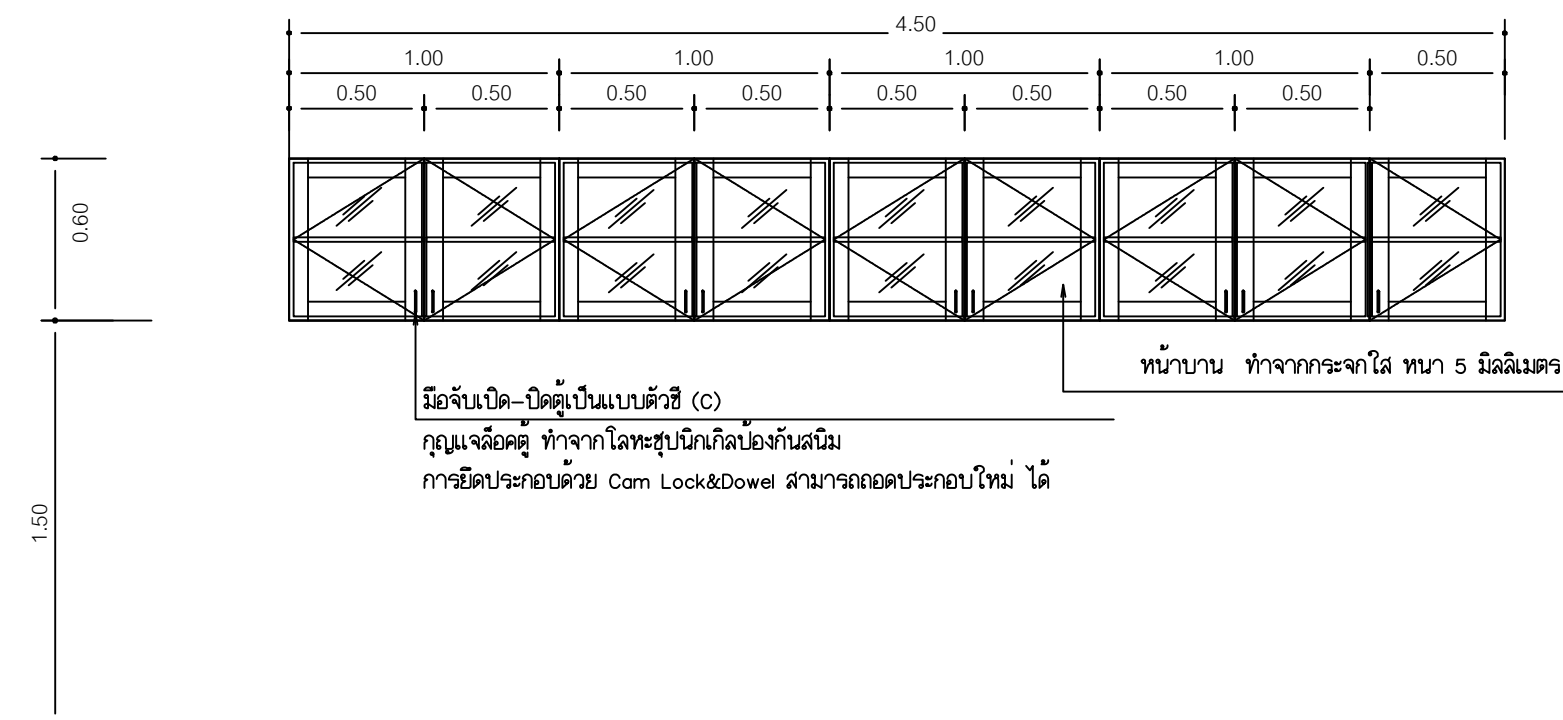 4.50
1.00 1.00 1.00 1.00 0.50
0.50 0.50 0.50 0.50 0.50 0.50 0.50 0.50
0.60
หน้าบาน ทำจากกระจกใส หนา 5 มิลลิเมตร
มือจับเปิด-ปิดตู้เป็นแบบตัวซี (C)
กุญแจล็อคตู้ ทำจากโลหะชุปนิกเกิลป้องกันสนิม
การยึดประกอบด้วย Cam Lock&Dowel สามารถถอดประกอบใหม่ ได้
1.50